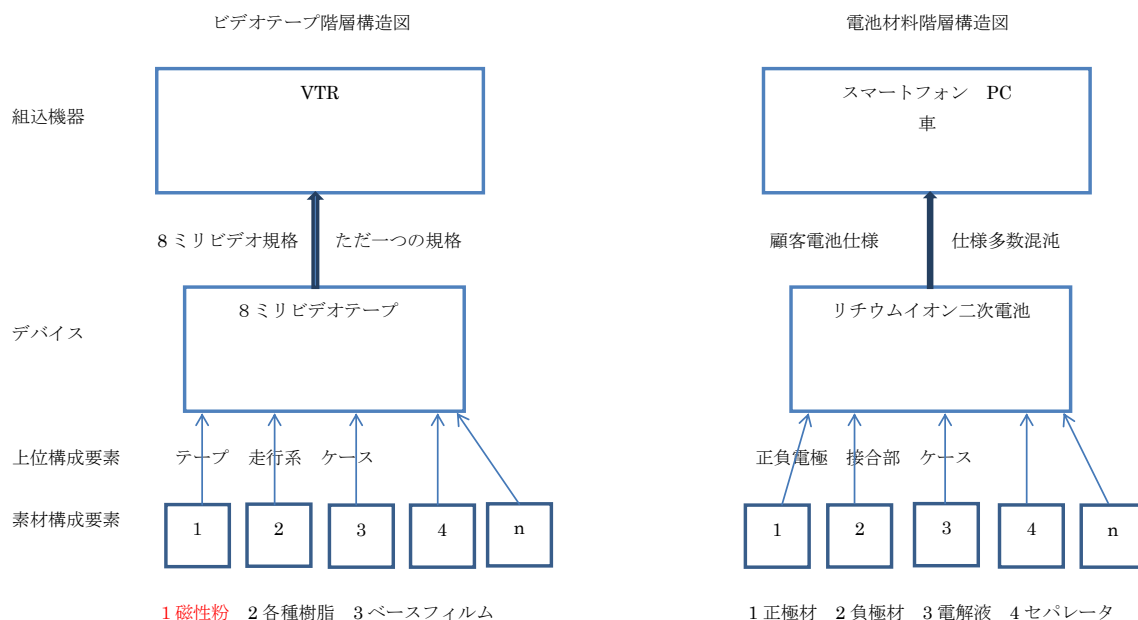 ビデオテープ階層構造図　電池材料階層構造図
VTR　スマートフォン　PC
組込機器　車
8ミリビデオ規格　ただ一つの規格　顧客電池仕様　仕様多数混沌
8ミリビデオテープ　リチウムイオン二次電池
デバイス
上位構成要素　テープ　走行系　ケース　正負電極　接合部　ケース
素材構成要素　1　2　3　4　n　1　2　3　4　n
1磁性粉　2各種樹脂　3ベースフィルム　1正極材　2負極材　3電解液　4セパレータ